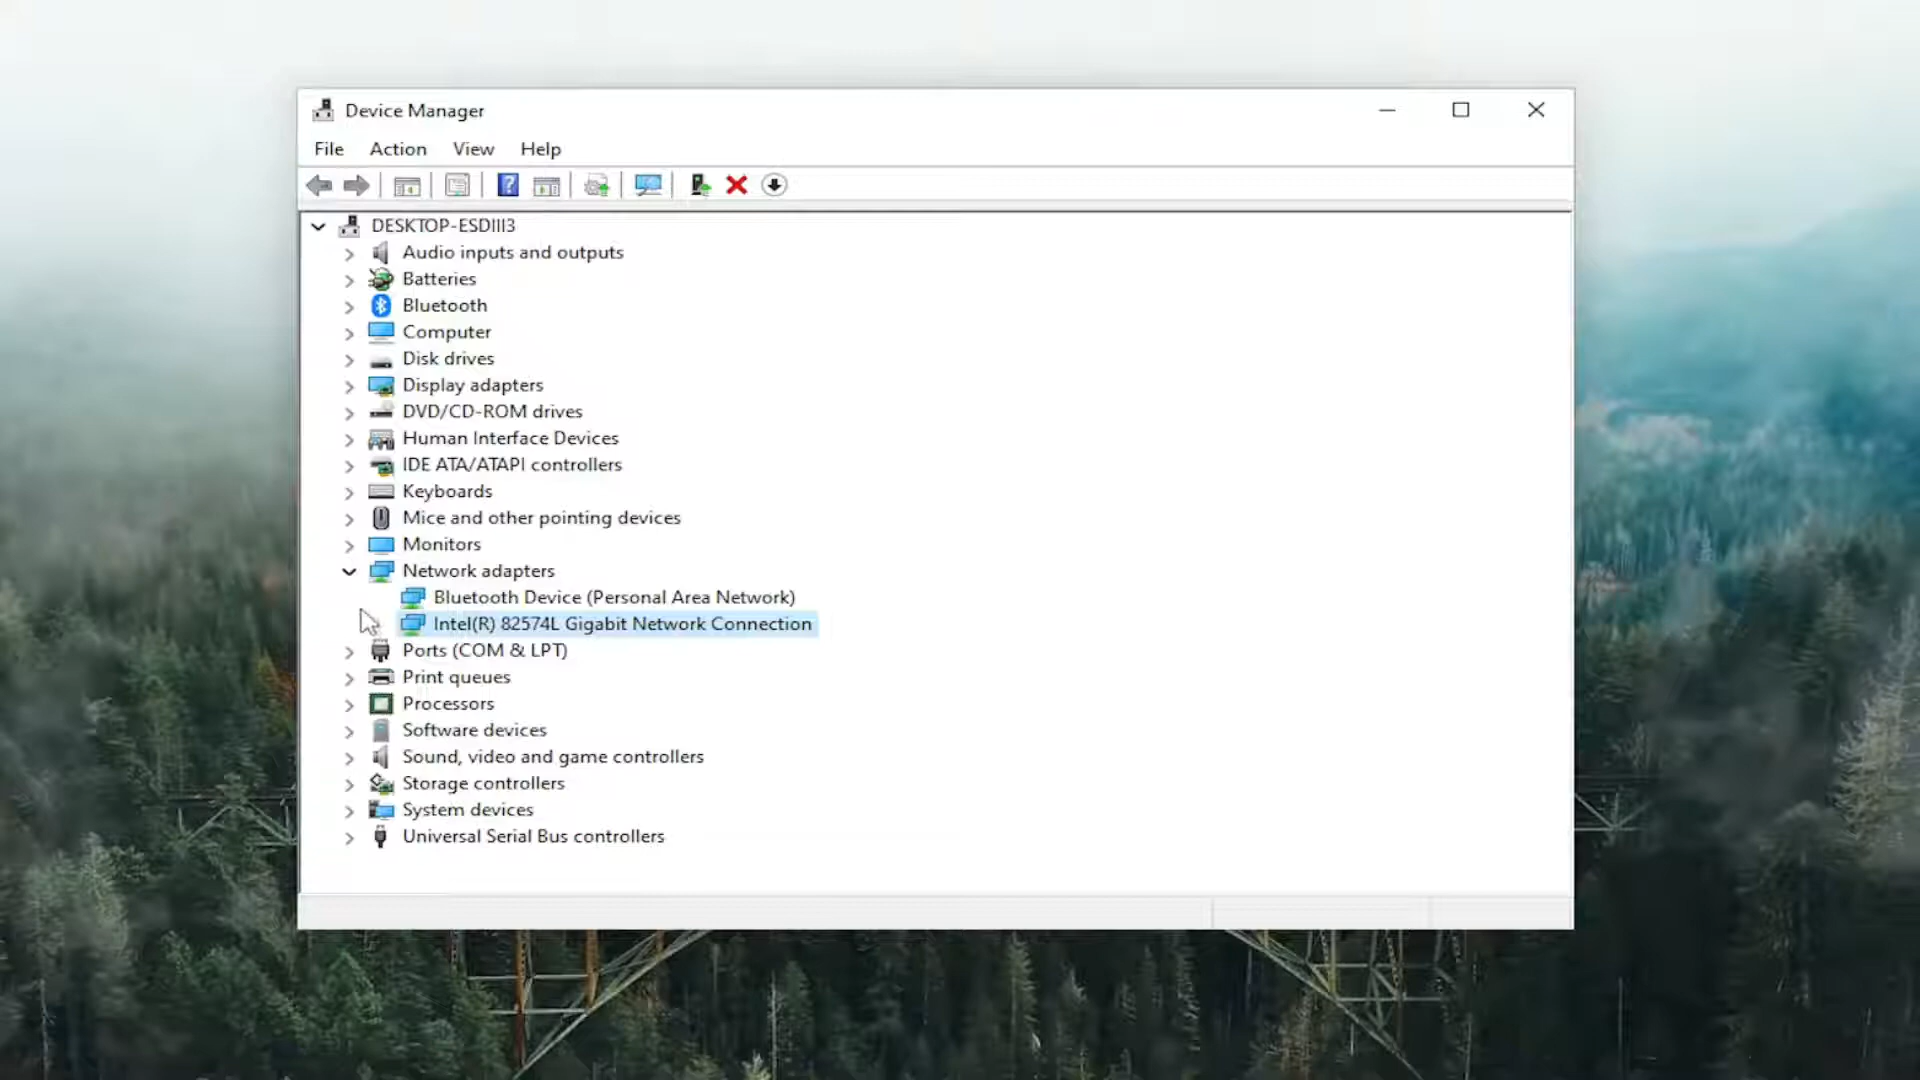 Device Manager
File Action View Help
DESKTOP-ESDIII3
Audio inputs and outputs
Batteries
Bluetooth
Computer
Disk drives
Display adapters
DVD/CD-ROM drives
Human Interface Devices
IDE ATA/ATAPI controllers
Keyboards
Mice and other pointing devices
Monitors
Network adapters
Bluetooth Device (Personal Area Network)
Intel(R) 82574L Gigabit Network Connection
Ports (COM & LPT)
Print queues
Processors
Software devices
Sound, video and game controllers
Storage controllers
System devices
Universal Serial Bus controllers